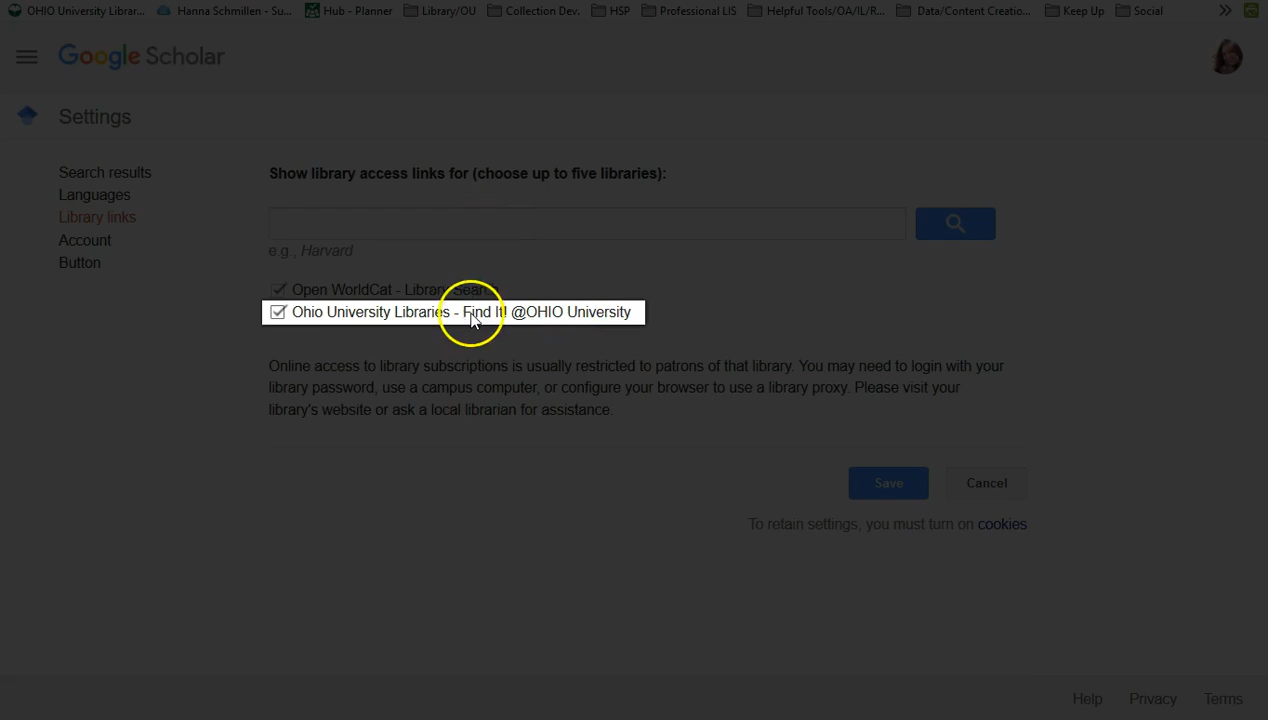 OHIO University Librar... Hanna Schmillen - Su... Hub - Planner Library/OU Collection Dev. HSP Professional LIS Helpful Tools/OA/IL/R... Data/Content Creatio... Keep Up Social
Google Scholar
Settings
Search results
Languages
Library links
Account
Button
Show library access links for (choose up to five libraries):
e.g., Harvard
Open WorldCat - Library Search
Ohio University Libraries - Find It! @OHIO University
Online access to library subscriptions is usually restricted to patrons of that library. You may need to login with your
library password, use a campus computer, or configure your browser to use a library proxy. Please visit your
library's website or ask a local librarian for assistance.
Save Cancel
To retain settings, you must turn on cookies
Help Privacy Terms